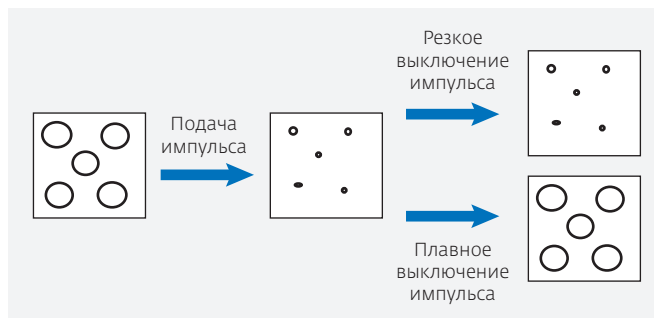 Подача
импульса
Резкое
выключение
импульса
Плавное
выключение
импульса